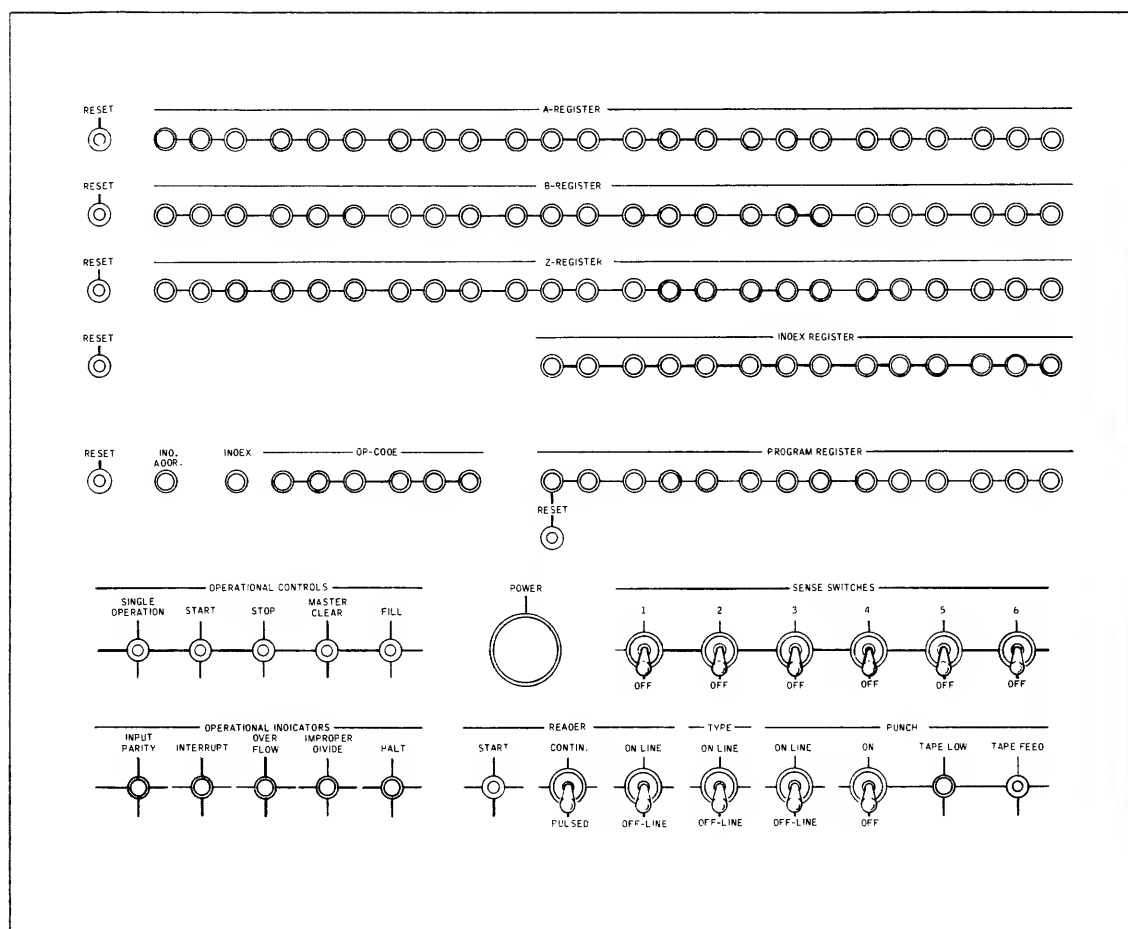 RESET
A-REGISTER
RESET
B-REGISTER
RESET
Z-REGISTER
RESET
INDEX REGISTER
RESET
IND.
ADDR.
INDEX
OP-CODE
PROGRAM REGISTER
RESET
OPERATIONAL CONTROLS
SINGLE
OPERATION
START
STOP
MASTER
CLEAR
FILL
POWER
SENSE SWITCHES
1 2 3 4 5 6
OFF OFF OFF OFF OFF OFF
OPERATIONAL INDICATORS
INPUT
PARITY
INTERRUPT
OVER
FLOW
IMPROPER
DIVIDE
HALT
READER
START
CONTIN.
PULSED
ON LINE
OFF-LINE
TYPE
ON LINE
OFF-LINE
PUNCH
ON LINE
OFF-LINE
ON
OFF
TAPE LOW
TAPE FEED